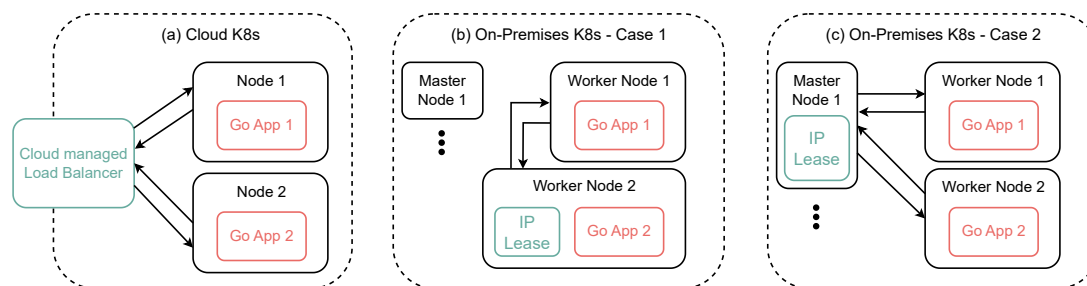 (a) Cloud K8s
Node 1
Go App 1
Cloud managed
Load Balancer
Node 2
Go App 2
(b) On-Premises K8s - Case 1
Master
Node 1
Worker Node 1
Go App 1
Worker Node 2
IP
Lease
Go App 2
(c) On-Premises K8s - Case 2
Master
Node 1
IP
Lease
Worker Node 1
Go App 1
Worker Node 2
Go App 2